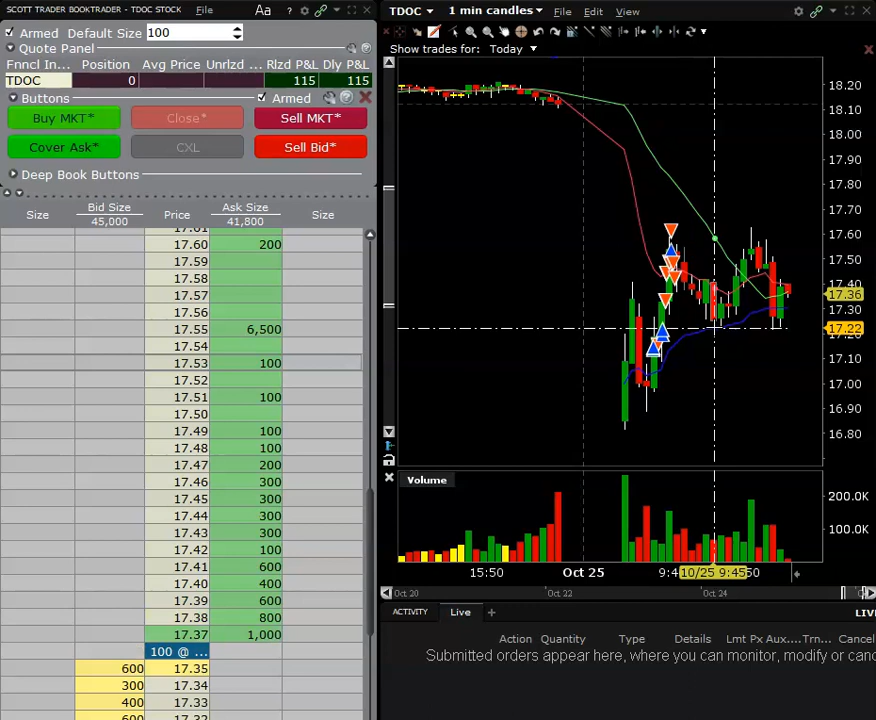 SCOTT TRADER BOOKTRADER - TDOC STOCK File Aa ?
Armed Default Size 100
Quote Panel
Fnncl In... Position Avg Price Unrlzd ... Rlzd P&L Dly P&L
TDOC 0 115 115
Buttons Armed
Buy MKT* Close* Sell MKT*
Cover Ask* CXL Sell Bid*
Deep Book Buttons
Size Bid Size Price Ask Size Size
45,000 41,800
17.61
17.60 200
17.59
17.58
17.57
17.56
17.55 6,500
17.54
17.53 100
17.52
17.51 100
17.50
17.49 100
17.48 100
17.47 200
17.46 300
17.45 300
17.44 300
17.43 300
17.42 100
17.41 600
17.40 400
17.39 600
17.38 800
17.37 1,000
100 @ ...
600 17.35
300 17.34
400 17.33
600 17.32
TDOC 1 min candles File Edit View
Show trades for: Today
18.20
18.10
18.00
17.90
17.80
17.70
17.60
17.50
17.40
17.36
17.30
17.22
17.10
17.00
16.90
16.80
Volume
200.0K
100.0K
15:50 Oct 25 9:4 10/25 9:45 50
Oct 20 Oct 22 Oct 24
ACTIVITY Live + LIV
Action Quantity Type Details Lmt Px Aux.... Trn... Cancel
Submitted orders appear here, where you can monitor, modify or canc